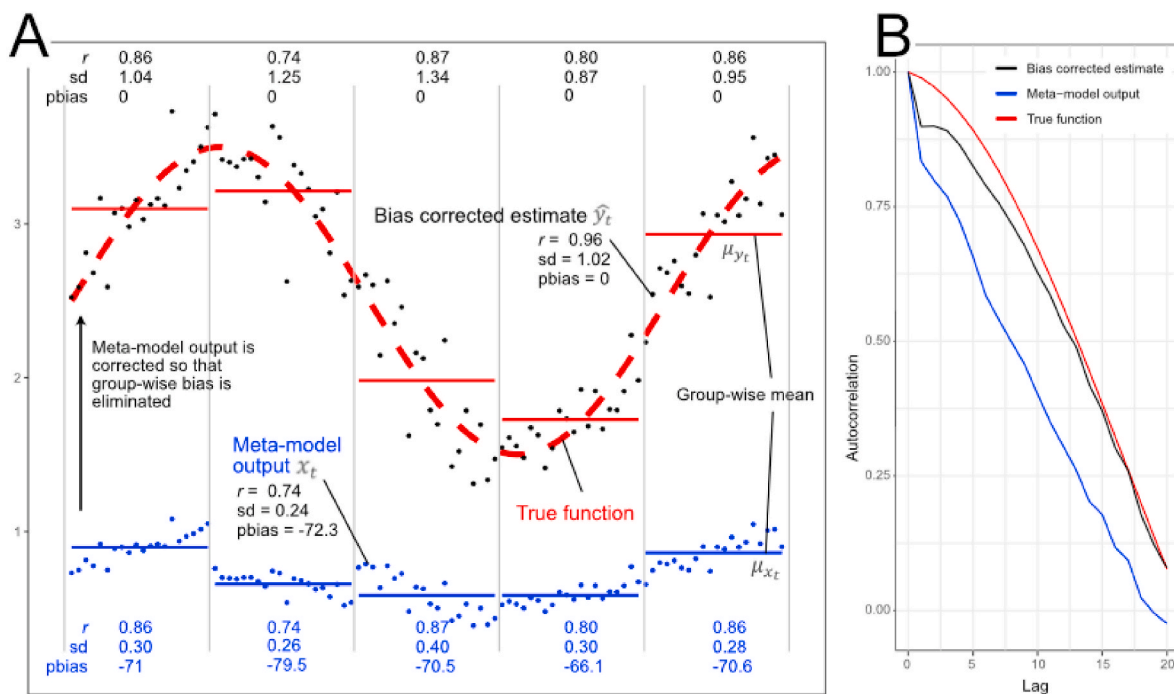 A
r 0.86 0.74 0.87 0.80 0.86
sd 1.04 1.25 1.34 0.87 0.95
pbias 0 0 0 0 0
3
2
1
Bias corrected estimate ŷt
r = 0.96
sd = 1.02
pbias = 0
μyt
Meta-model output is
corrected so that
group-wise bias is
eliminated
Group-wise mean
Meta-model
output xt
r = 0.74
sd = 0.24
pbias = -72.3
True function
μxt
r 0.86 0.74 0.87 0.80 0.86
sd 0.30 0.26 0.40 0.30 0.28
pbias -71 -79.5 -70.5 -66.1 -70.6
B
Bias corrected estimate
Meta-model output
True function
1.00
0.75
0.50
0.25
0.00
Autocorrelation
0 5 10 15 20
Lag